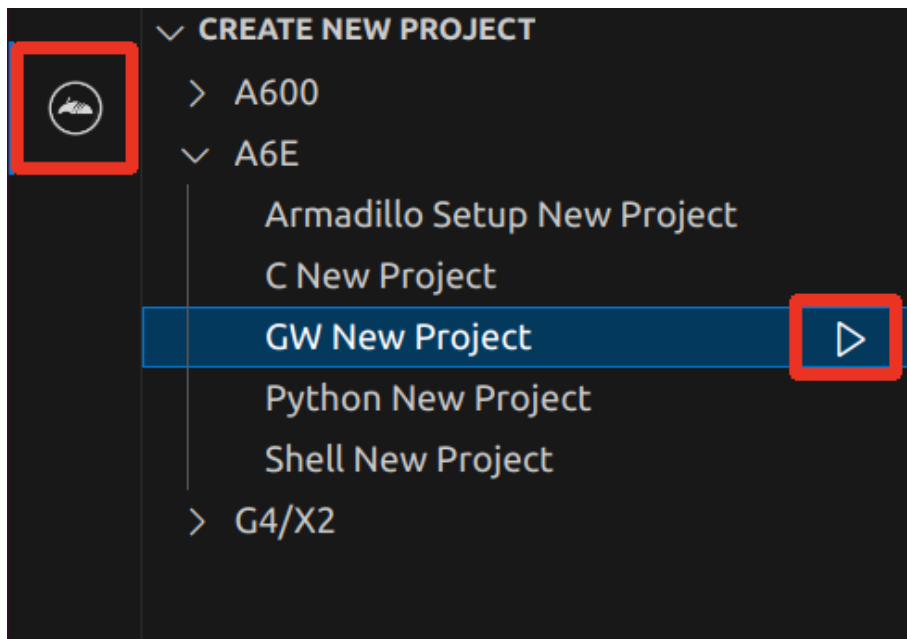 CREATE NEW PROJECT
A600
A6E
Armadillo Setup New Project
C New Project
GW New Project
Python New Project
Shell New Project
G4/X2